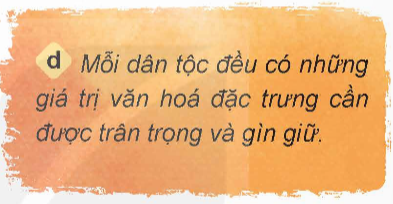 d Mỗi dân tộc đều có những
giá trị văn hoá đặc trưng cần
được trân trọng và gìn giữ.